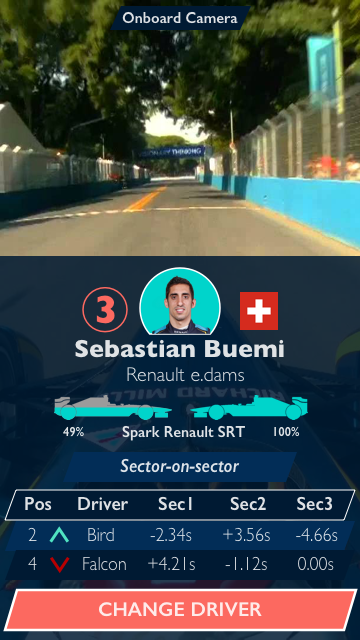 Onboard Camera
3
Sebastian Buemi
Renault e.dams
49% Spark Renault SRT 100%
Sector-on-sector
Pos Driver Sec1 Sec2 Sec3
2 Bird -2.34s +3.56s -4.66s
4 Falcon +4.21s -1.12s 0.00s
CHANGE DRIVER